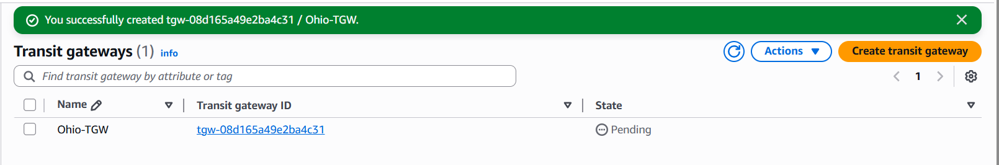 You successfully created tgw-08d165a49e2ba4c31 / Ohio-TGW.
Transit gateways (1) info Actions Create transit gateway
Find transit gateway by attribute or tag 1
Name Transit gateway ID State
Ohio-TGW tgw-08d165a49e2ba4c31 Pending